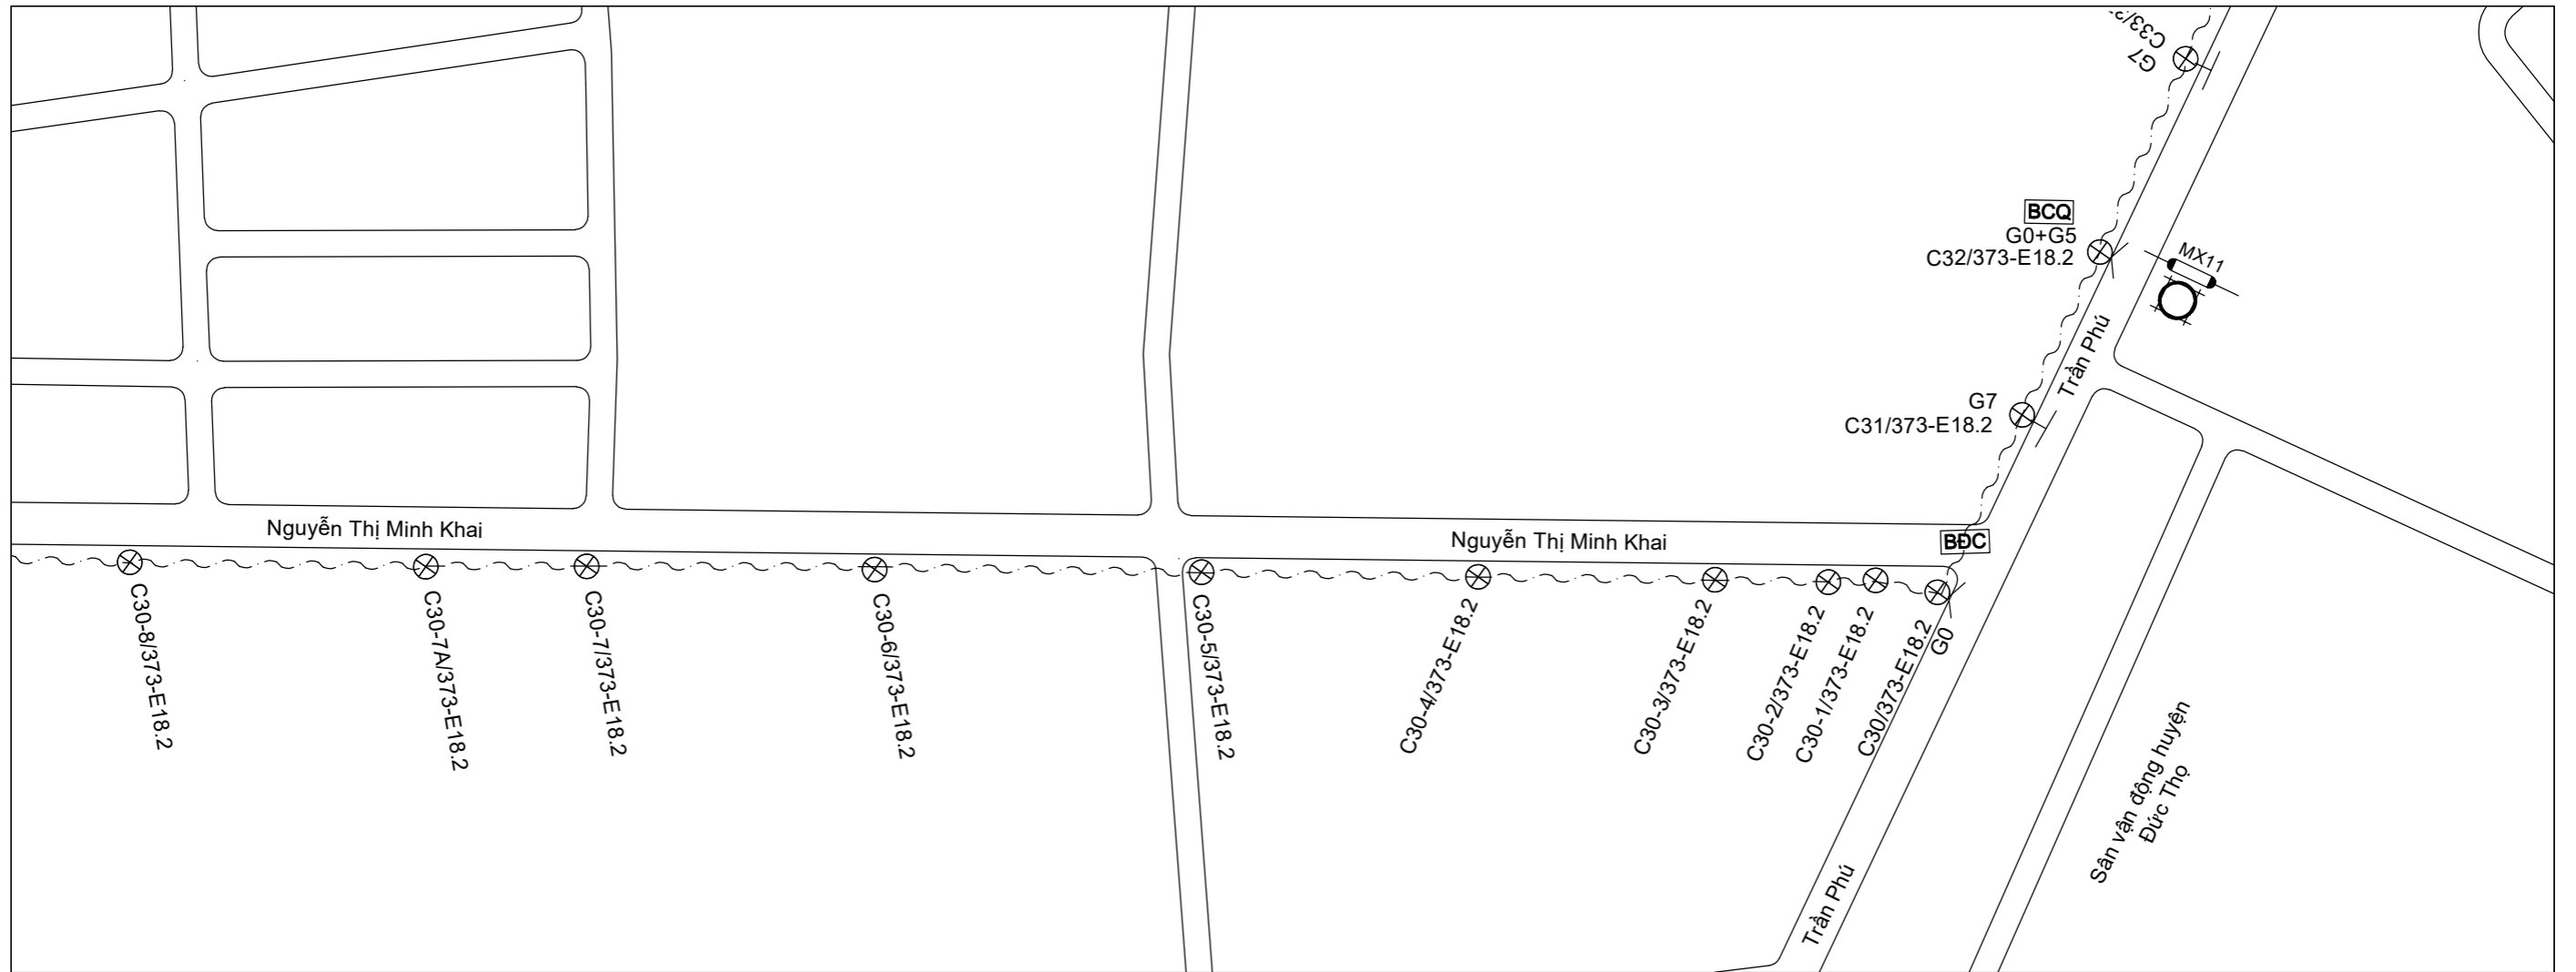 C33/3
G7
BCQ
G0+G5
C32/373-E18.2
MX11
Trần Phú
G7
C31/373-E18.2
Nguyễn Thị Minh Khai
Nguyễn Thị Minh Khai
BĐC
C30-8/373-E18.2
C30-7A/373-E18.2
C30-7/373-E18.2
C30-6/373-E18.2
C30-5/373-E18.2
C30-4/373-E18.2
C30-3/373-E18.2
C30-2/373-E18.2
C30-1/373-E18.2
C30/373-E18.2
G0
Sân vận động huyện
Đức Thọ
Trần Phú